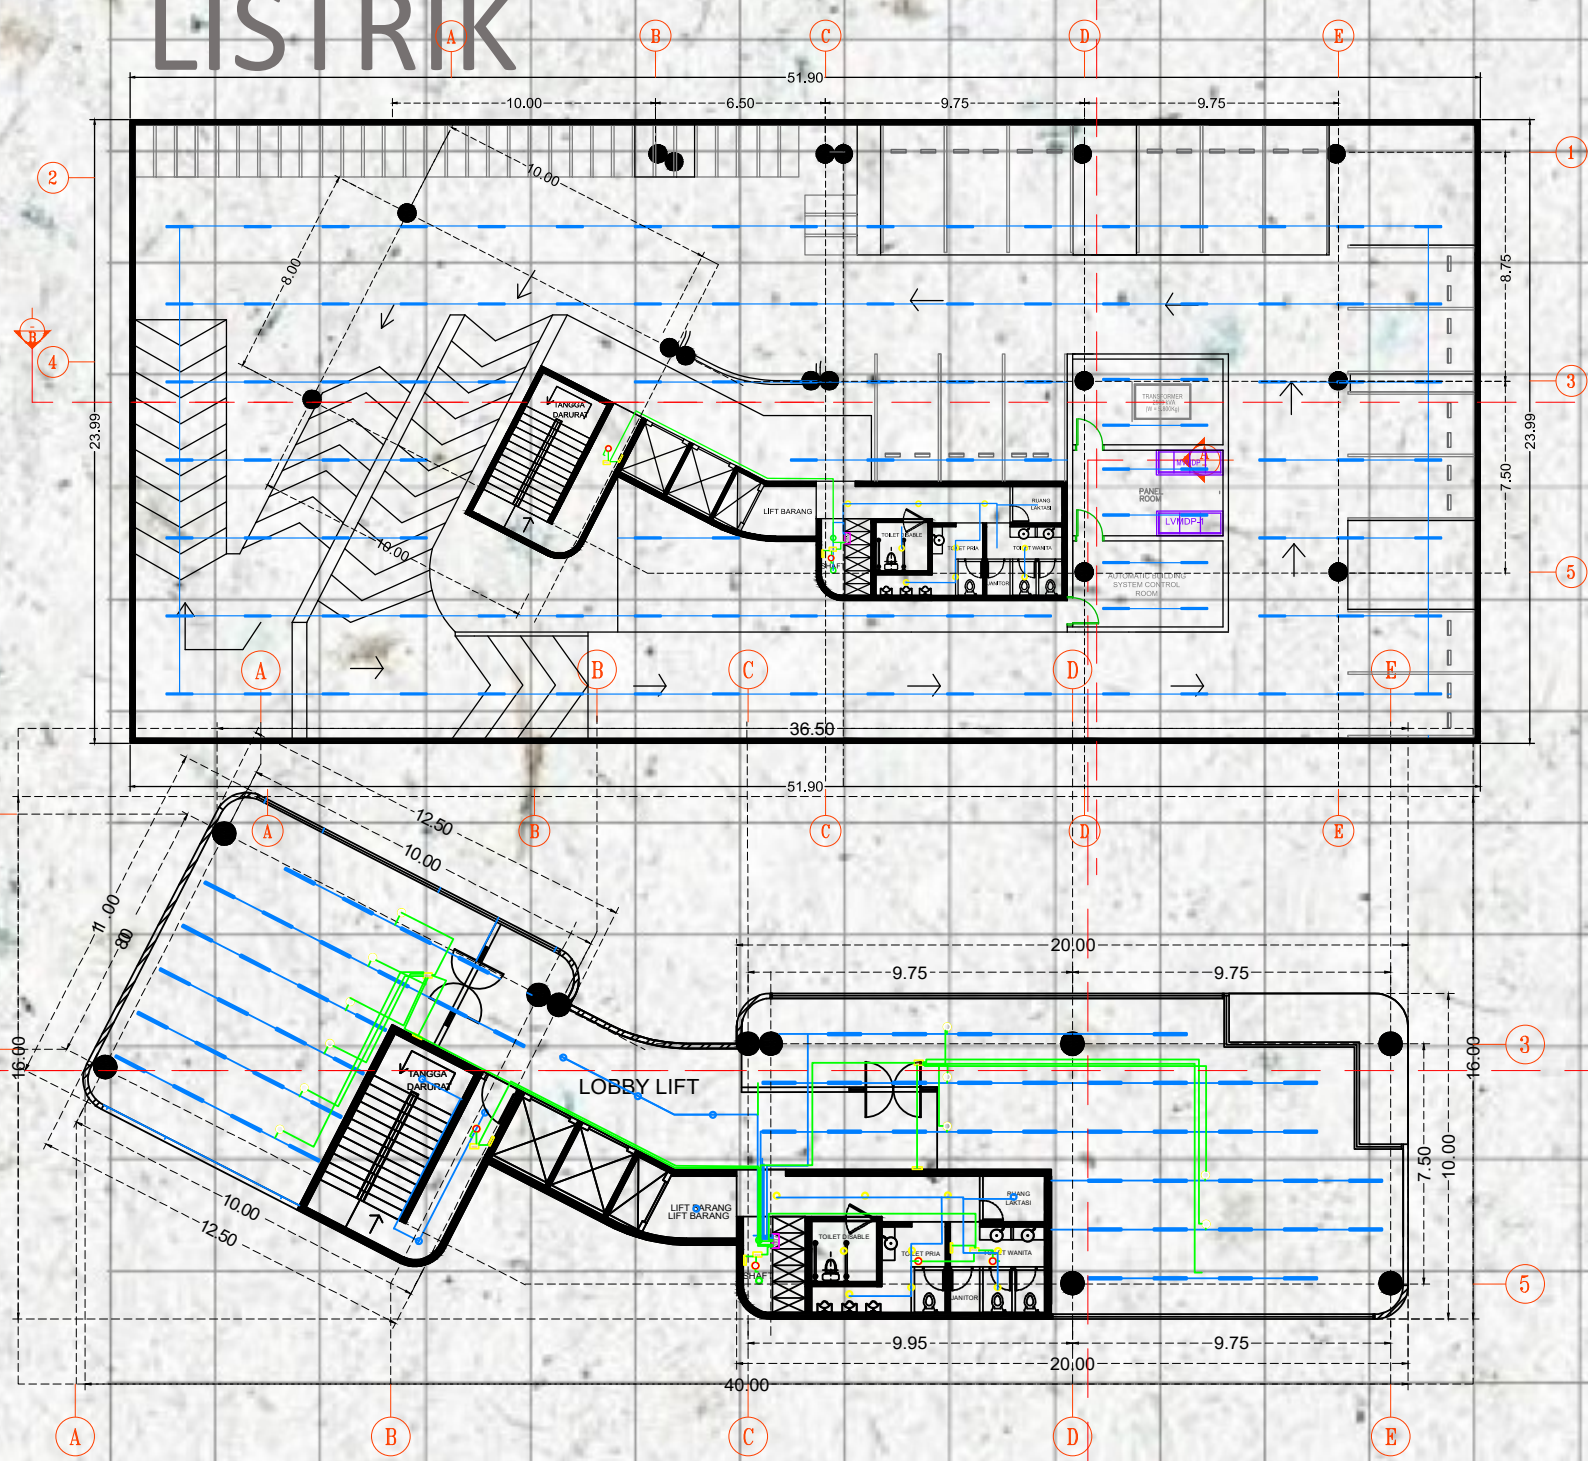 LISTRIK
A
B
C
D
E
51.90
10.00
6.50
9.75
9.75
1
2
10.00
8.00
8.75
B
4
3
TANGGA
DARURAT
TRANSFORMER
23.99
23.99
A
PANEL
ROOM
7.50
LIFT BARANG
RUANG
LAKTASI
LVMDP-1
TOILET DISABLE
TOILET PRIA
TOILET WANITA
10.00
SHAFT
JANITOR
AUTOMATIC BUILDING
SYSTEM CONTROL
ROOM
5
A
B
C
D
E
36.50
51.90
A
B
C
D
E
12.50
10.00
11.00
20.00
9.75
9.75
16.00
16.00
3
TANGGA
DARURAT
LOBBY LIFT
7.50
10.00
10.00
12.50
LIFT BARANG
LIFT BARANG
RUANG
LAKTASI
TOILET DISABLE
TOILET PRIA
TOILET WANITA
SHAFT
JANITOR
5
9.95
9.75
20.00
40.00
A
B
C
D
E